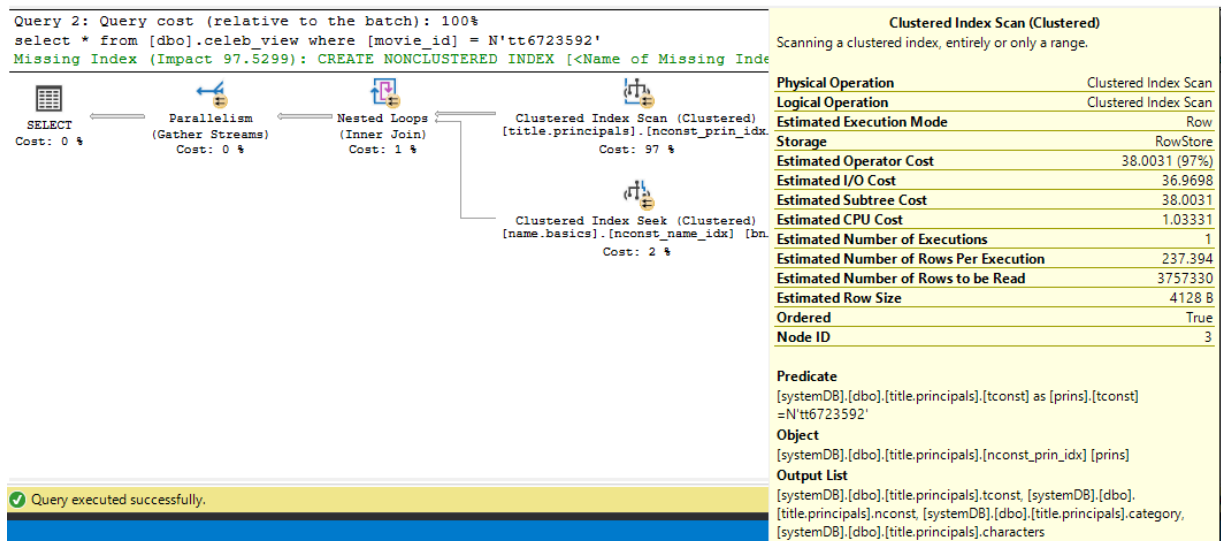 Query 2: Query cost (relative to the batch): 100%
select * from [dbo].celeb_view where [movie_id] = N'tt6723592'
Missing Index (Impact 97.5299): CREATE NONCLUSTERED INDEX [<Name of Missing Inde
SELECT
Cost: 0 %
Parallelism
(Gather Streams)
Cost: 0 %
Nested Loops
(Inner Join)
Cost: 1 %
Clustered Index Scan (Clustered)
[title.principals].[nconst_prin_idx
Cost: 97 %
Clustered Index Seek (Clustered)
[name.basics].[nconst_name_idx] [bn
Cost: 2 %
Query executed successfully.
Clustered Index Scan (Clustered)
Scanning a clustered index, entirely or only a range.
Physical Operation Clustered Index Scan
Logical Operation Clustered Index Scan
Estimated Execution Mode Row
Storage RowStore
Estimated Operator Cost 38.0031 (97%)
Estimated I/O Cost 36.9698
Estimated Subtree Cost 38.0031
Estimated CPU Cost 1.03331
Estimated Number of Executions 1
Estimated Number of Rows Per Execution 237.394
Estimated Number of Rows to be Read 3757330
Estimated Row Size 4128 B
Ordered True
Node ID 3
Predicate
[systemDB].[dbo].[title.principals].[tconst] as [prins].[tconst]
=N'tt6723592'
Object
[systemDB].[dbo].[title.principals].[nconst_prin_idx] [prins]
Output List
[systemDB].[dbo].[title.principals].tconst, [systemDB].[dbo].
[title.principals].nconst, [systemDB].[dbo].[title.principals].category,
[systemDB].[dbo].[title.principals].characters